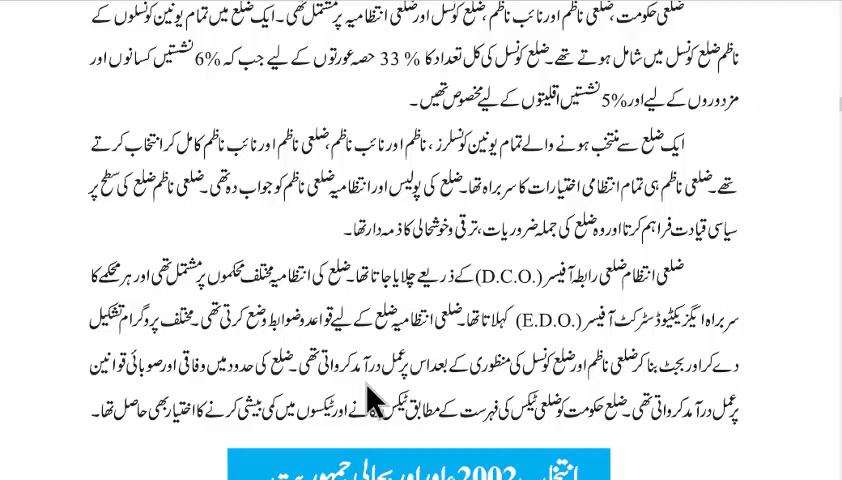 ضلعی حکومت، ضلعی ناظم اور نائب ناظم، ضلع کونسل اور ضلعی انتظامیہ پر مشتمل تھی۔ ایک ضلع میں تمام یونین کونسلوں کے
ناظم ضلع کونسل میں شامل ہوتے تھے۔ ضلع کونسل کی کل تعداد کا % 33 حصہ عورتوں کے لیے جب کہ %6 نشستیں کسانوں اور
مزدوروں کے لیے اور %5 نشستیں اقلیتوں کے لیے مخصوص تھیں۔
ایک ضلع سے منتخب ہونے والے تمام یونین کونسلرز، ناظم اور نائب ناظم، ضلعی ناظم اور نائب ناظم کا مل کر انتخاب کرتے
تھے۔ ضلعی ناظم ہی تمام انتظامی اختیارات کا سربراہ تھا۔ ضلع کی پولیس اور انتظامیہ ضلعی ناظم کو جواب دہ تھی۔ ضلعی ناظم ضلع کی سطح پر
سیاسی قیادت فراہم کرتا اور وہ ضلع کی جملہ ضروریات، ترقی و خوشحالی کا ذمہ دار تھا۔
ضلعی انتظام ضلعی رابطہ آفیسر (D.C.O.) کے ذریعے چلایا جاتا تھا۔ ضلع کی انتظامیہ مختلف محکموں پر مشتمل تھی اور ہر محکمے کا
سربراہ ایگزیکٹیو ڈسٹرکٹ آفیسر (E.D.O.) کہلاتا تھا۔ ضلعی انتظامیہ ضلع کے لیے قواعد و ضوابط وضع کرتی تھی۔ مختلف پروگرام تشکیل
دے کر اور بجٹ بنا کر ضلعی ناظم اور ضلع کونسل کی منظوری کے بعد اس پر عمل درآمد کرواتی تھی۔ ضلع کی حدود میں وفاقی اور صوبائی قوانین
پر عمل درآمد کرواتی تھی۔ ضلع حکومت کو ضلعی ٹیکس کی فہرست کے مطابق ٹیکس اور ٹیکسوں میں کمی بیشی کرنے کا اختیار بھی حاصل تھا۔
انتخاب 2002ء اور بحالی جمہوریت